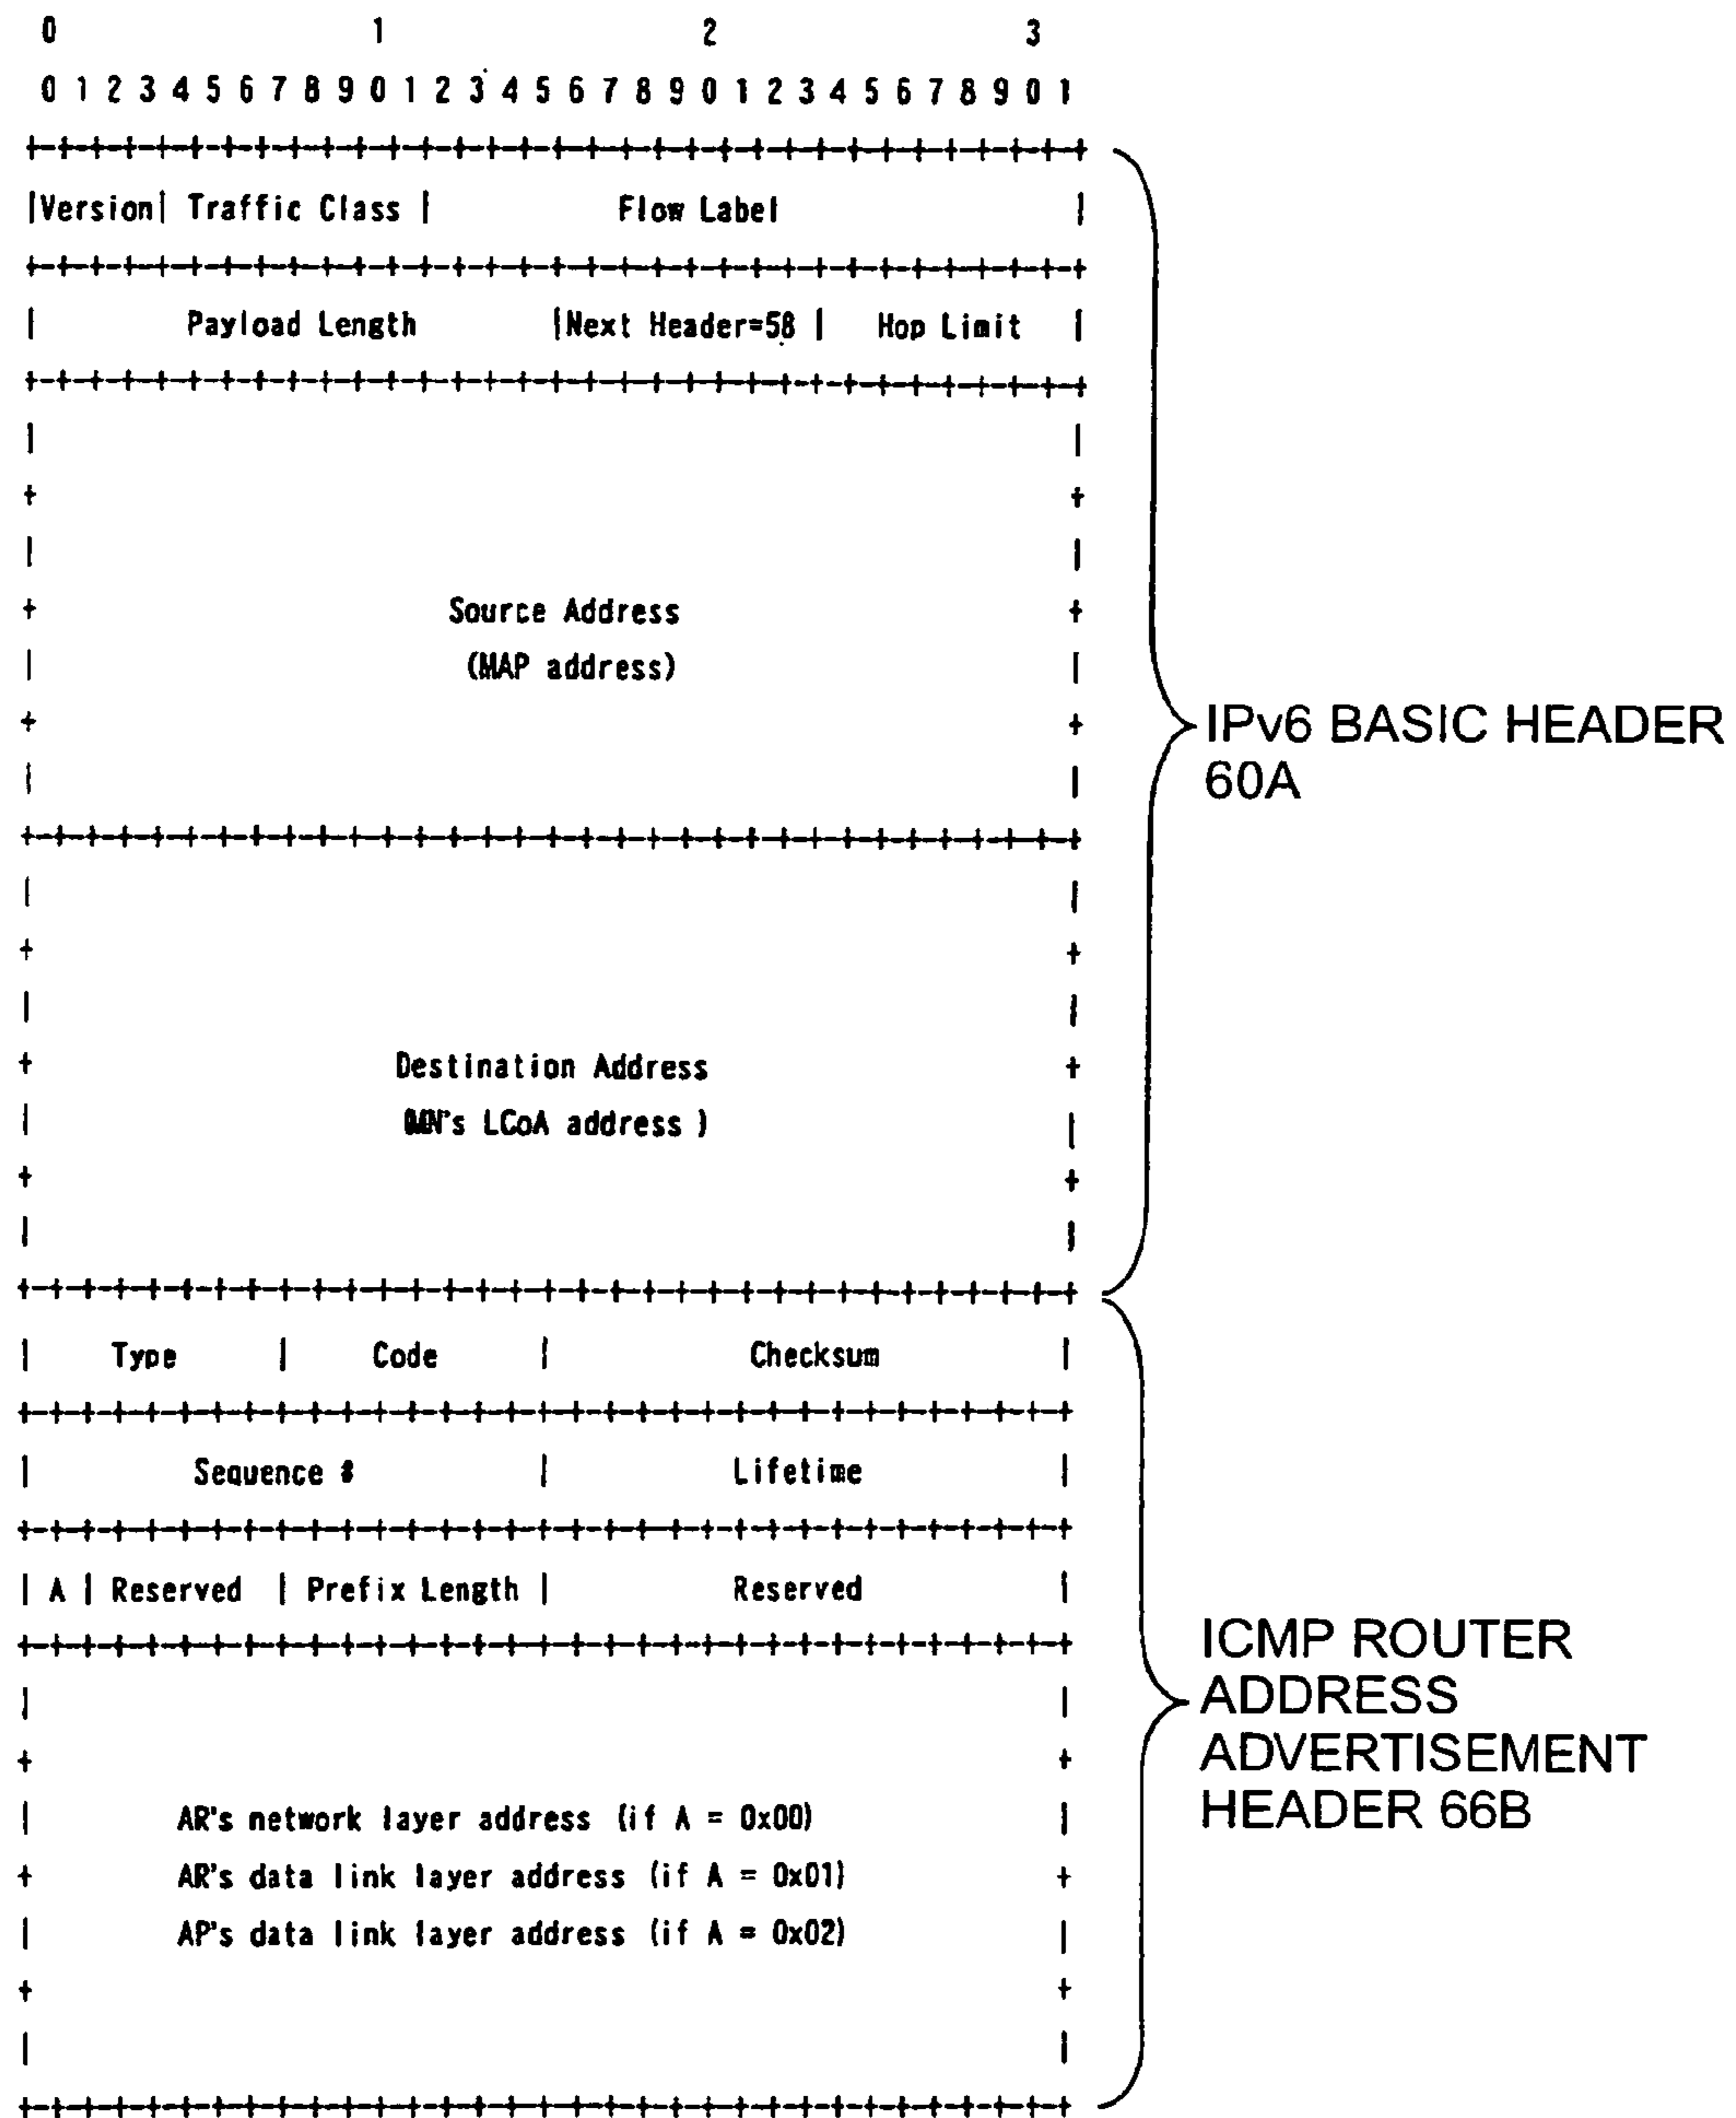 0 1 2 3
0 1 2 3 4 5 6 7 8 9 0 1 2 3 4 5 6 7 8 9 0 1 2 3 4 5 6 7 8 9 0 1
+-+-+-+-+-+-+-+-+-+-+-+-+-+-+-+-+-+-+-+-+-+-+-+-+-+-+-+-+-+-+-+-+
|Version| Traffic Class | Flow Label |
+-+-+-+-+-+-+-+-+-+-+-+-+-+-+-+-+-+-+-+-+-+-+-+-+-+-+-+-+-+-+-+-+
| Payload Length |Next Header=58 | Hop Limit |
+-+-+-+-+-+-+-+-+-+-+-+-+-+-+-+-+-+-+-+-+-+-+-+-+-+-+-+-+-+-+-+-+
| |
+ +
| |
+ Source Address +
| (MAP address) |
+ +
| |
+-+-+-+-+-+-+-+-+-+-+-+-+-+-+-+-+-+-+-+-+-+-+-+-+-+-+-+-+-+-+-+-+
| |
+ +
| |
+ Destination Address +
| (MN's LCoA address ) |
+ +
| |
+-+-+-+-+-+-+-+-+-+-+-+-+-+-+-+-+-+-+-+-+-+-+-+-+-+-+-+-+-+-+-+-+
IPv6 BASIC HEADER
60A
| Type | Code | Checksum |
+-+-+-+-+-+-+-+-+-+-+-+-+-+-+-+-+-+-+-+-+-+-+-+-+-+-+-+-+-+-+-+-+
| Sequence # | Lifetime |
+-+-+-+-+-+-+-+-+-+-+-+-+-+-+-+-+-+-+-+-+-+-+-+-+-+-+-+-+-+-+-+-+
| A | Reserved | Prefix Length | Reserved |
+-+-+-+-+-+-+-+-+-+-+-+-+-+-+-+-+-+-+-+-+-+-+-+-+-+-+-+-+-+-+-+-+
| |
+ +
| AR's network layer address (if A = 0x00) |
+ AR's data link layer address (if A = 0x01) +
| AP's data link layer address (if A = 0x02) |
+ +
| |
+-+-+-+-+-+-+-+-+-+-+-+-+-+-+-+-+-+-+-+-+-+-+-+-+-+-+-+-+-+-+-+-+
ICMP ROUTER
ADDRESS
ADVERTISEMENT
HEADER 66B